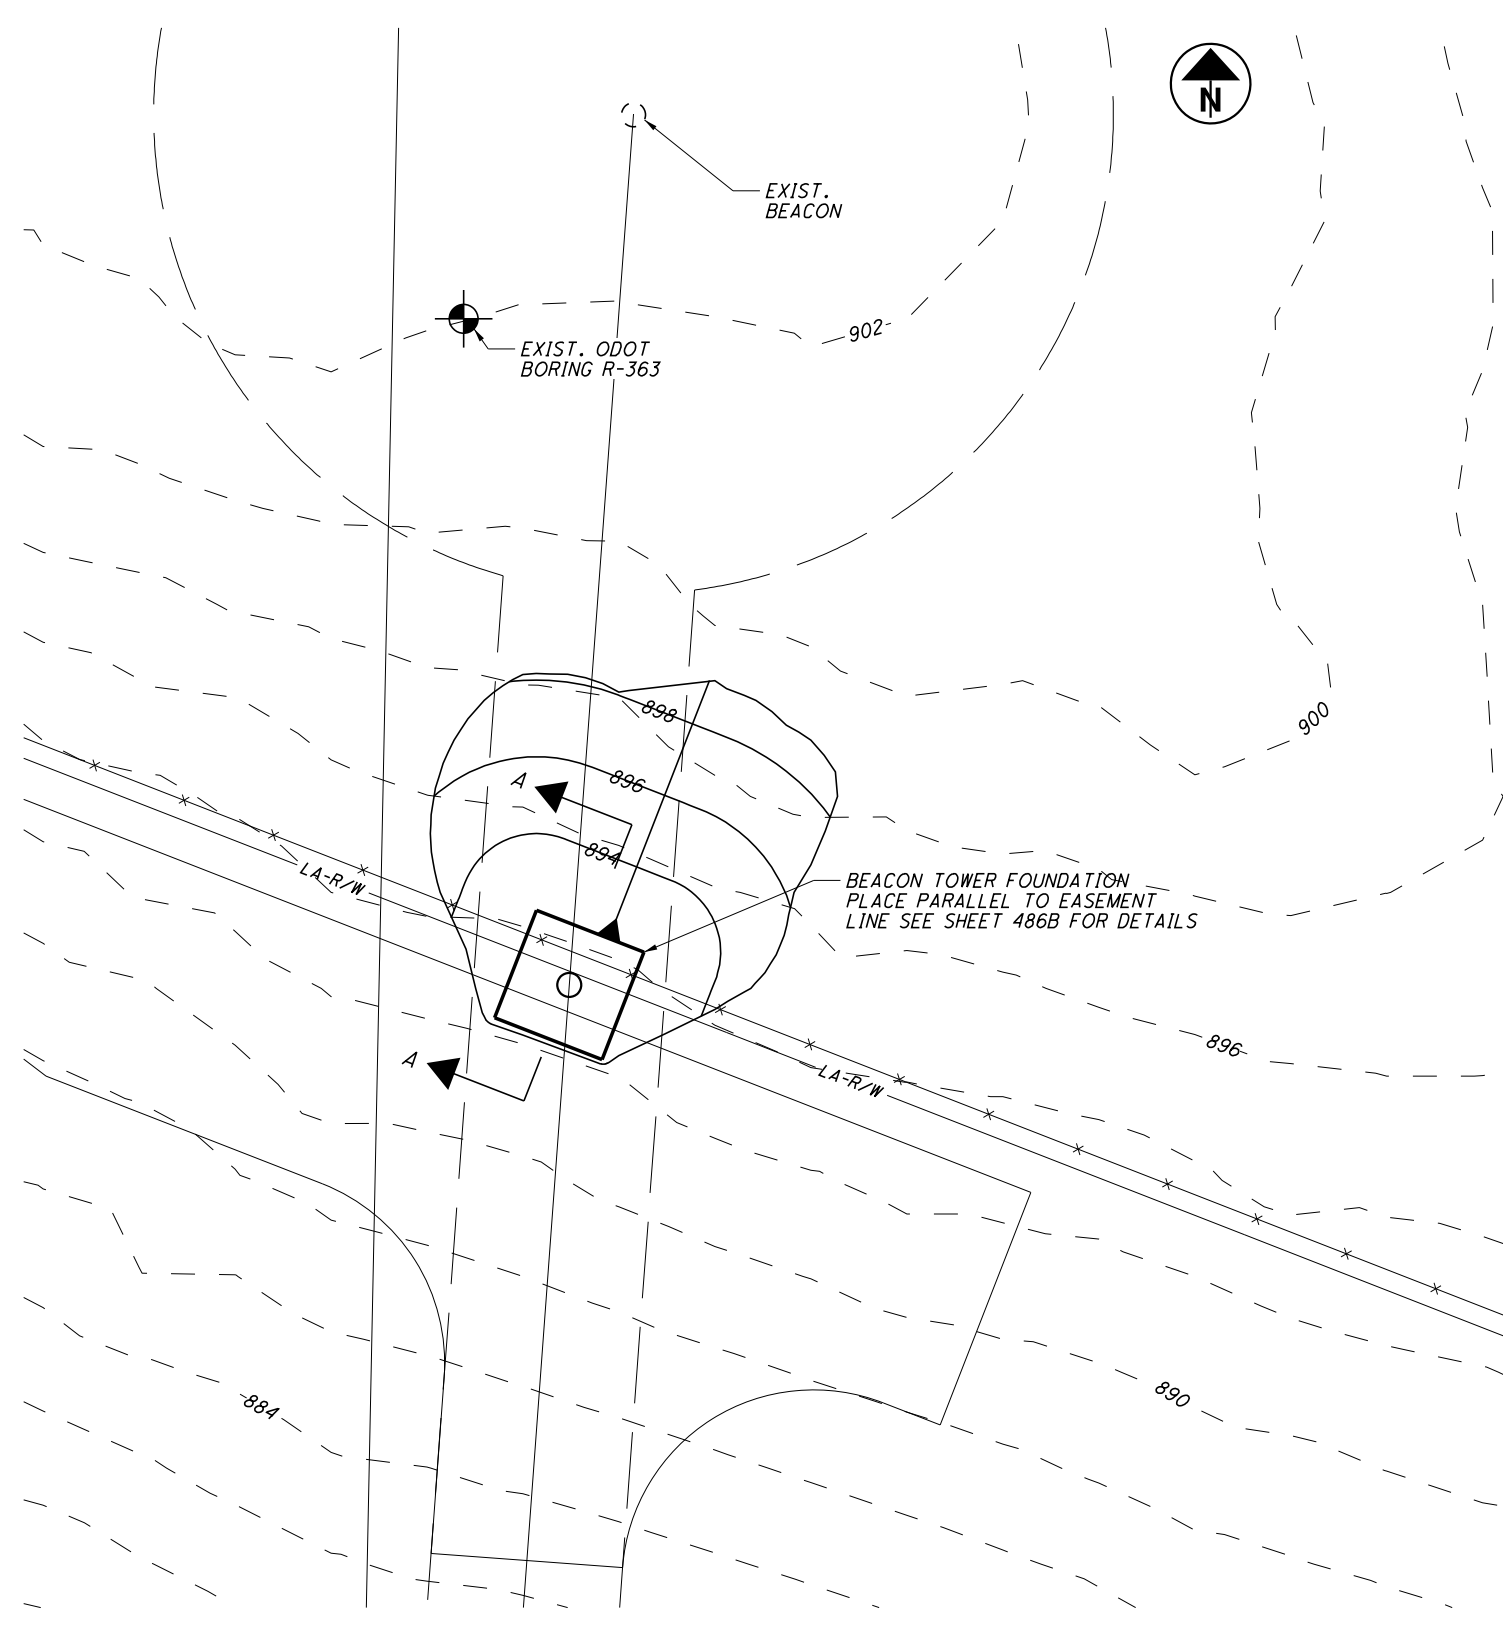 N
EXIST.
BEACON
902
EXIST. ODOT
BORING R-363
898
900
A
896
894
LA-R/W
BEACON TOWER FOUNDATION
PLACE PARALLEL TO EASEMENT
LINE SEE SHEET 486B FOR DETAILS
896
A
LA-R/W
890
884